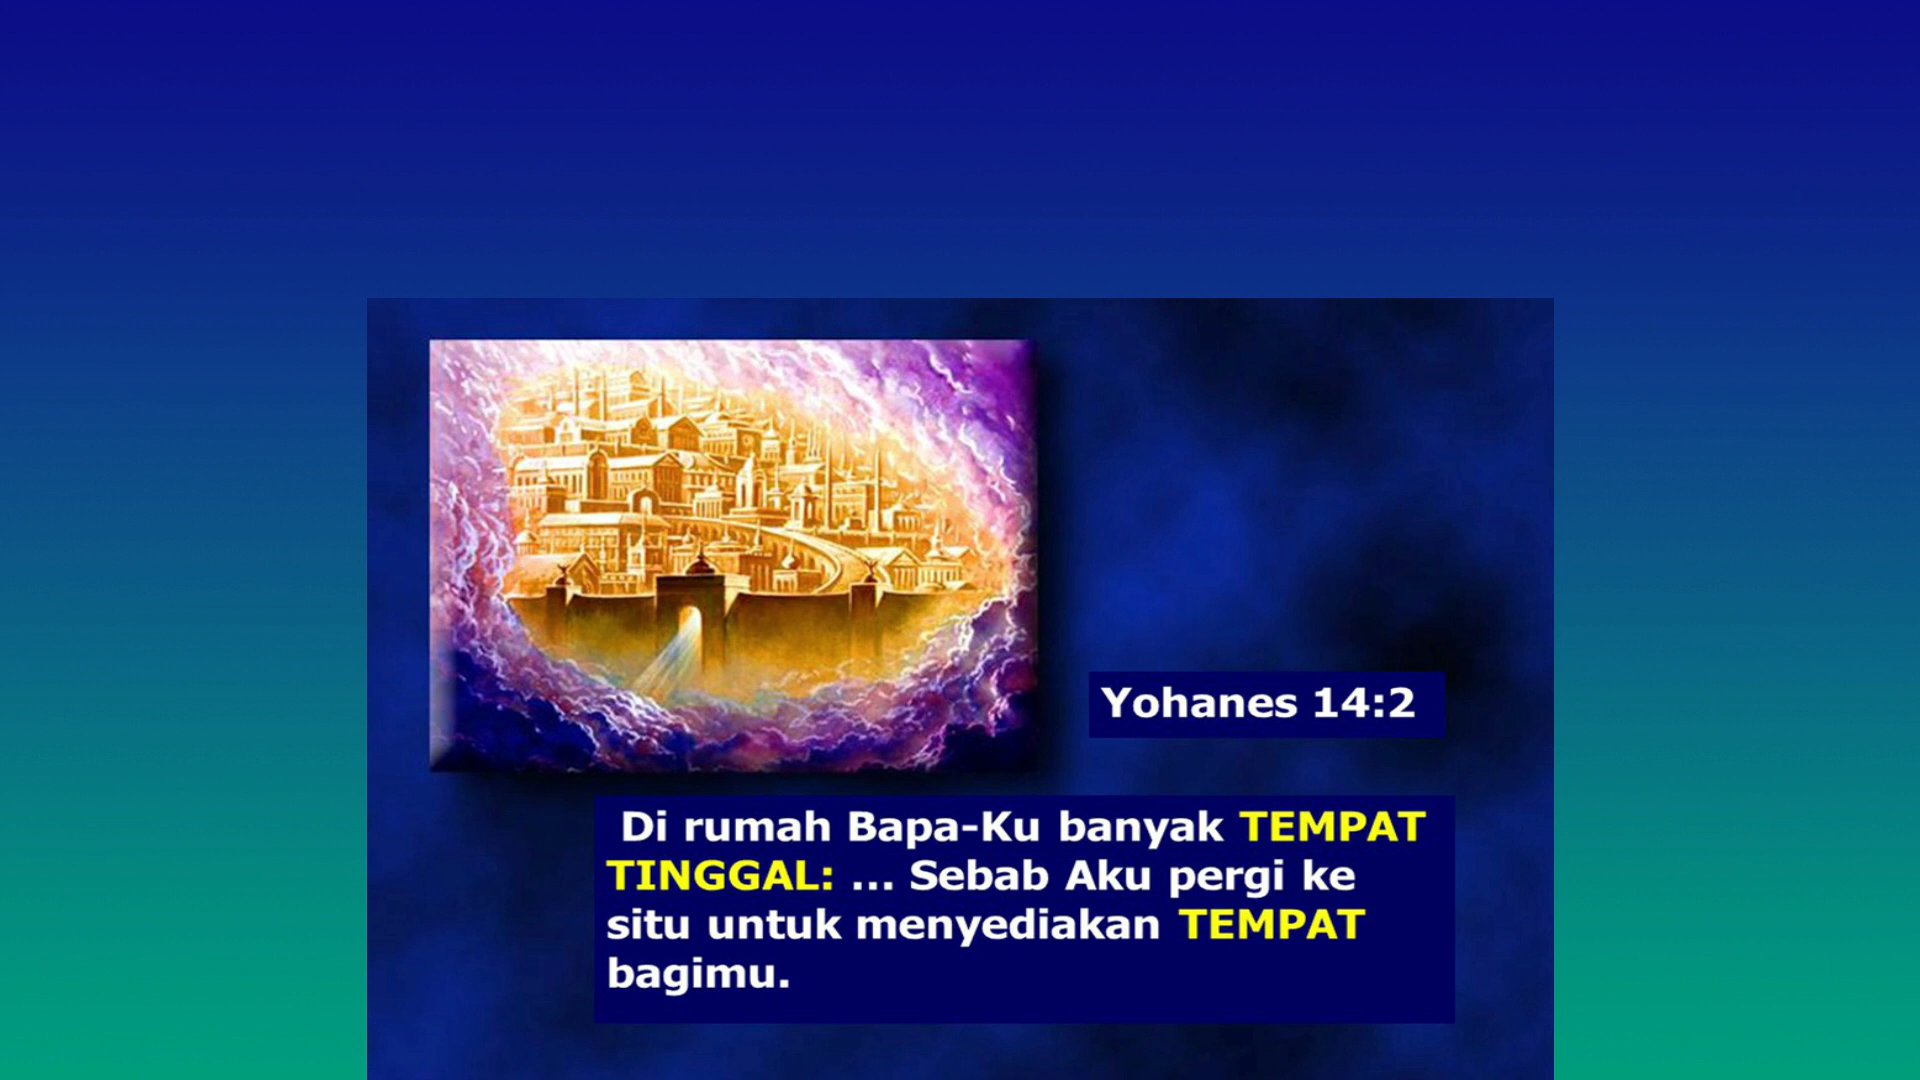 Yohanes 14:2
Di rumah Bapa-Ku banyak TEMPAT
TINGGAL: ... Sebab Aku pergi ke
situ untuk menyediakan TEMPAT
bagimu.